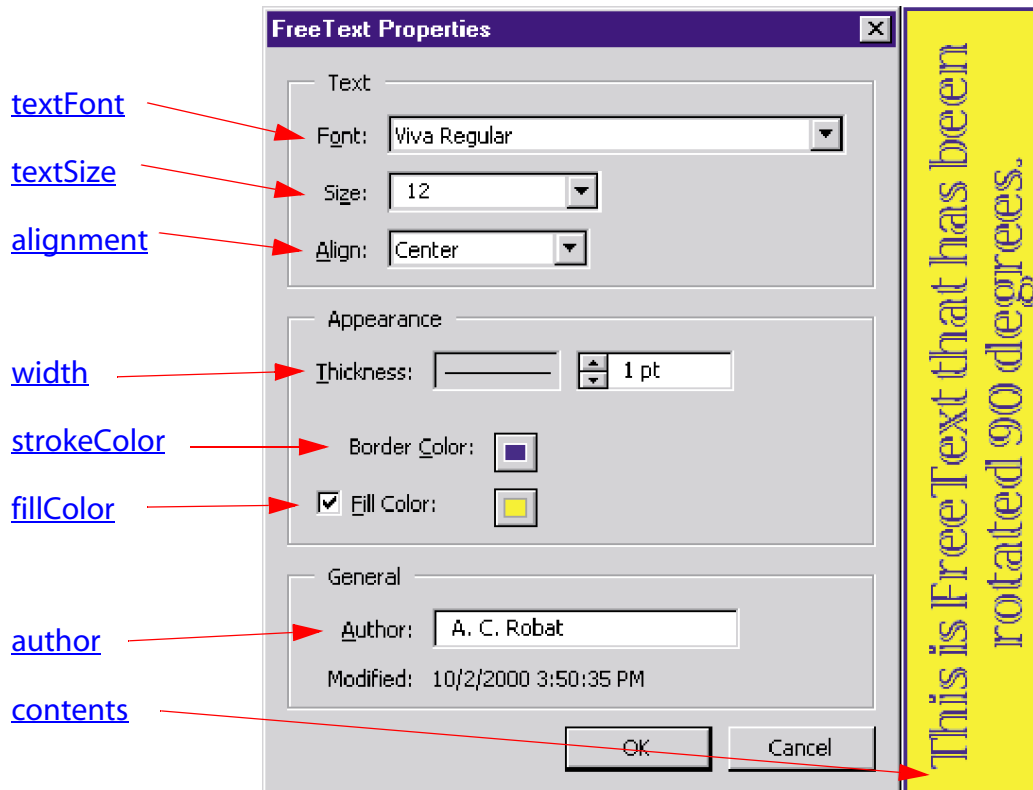 FreeText Properties
Text
textFont
Font: Viva Regular
textSize
Size: 12
alignment
Align: Center
Appearance
width
Thickness: 1 pt
strokeColor
Border Color:
fillColor
Fill Color:
General
author
Author: A. C. Robat
Modified: 10/2/2000 3:50:35 PM
contents
OK Cancel
This is FreeText that has been
rotated 90 degrees.